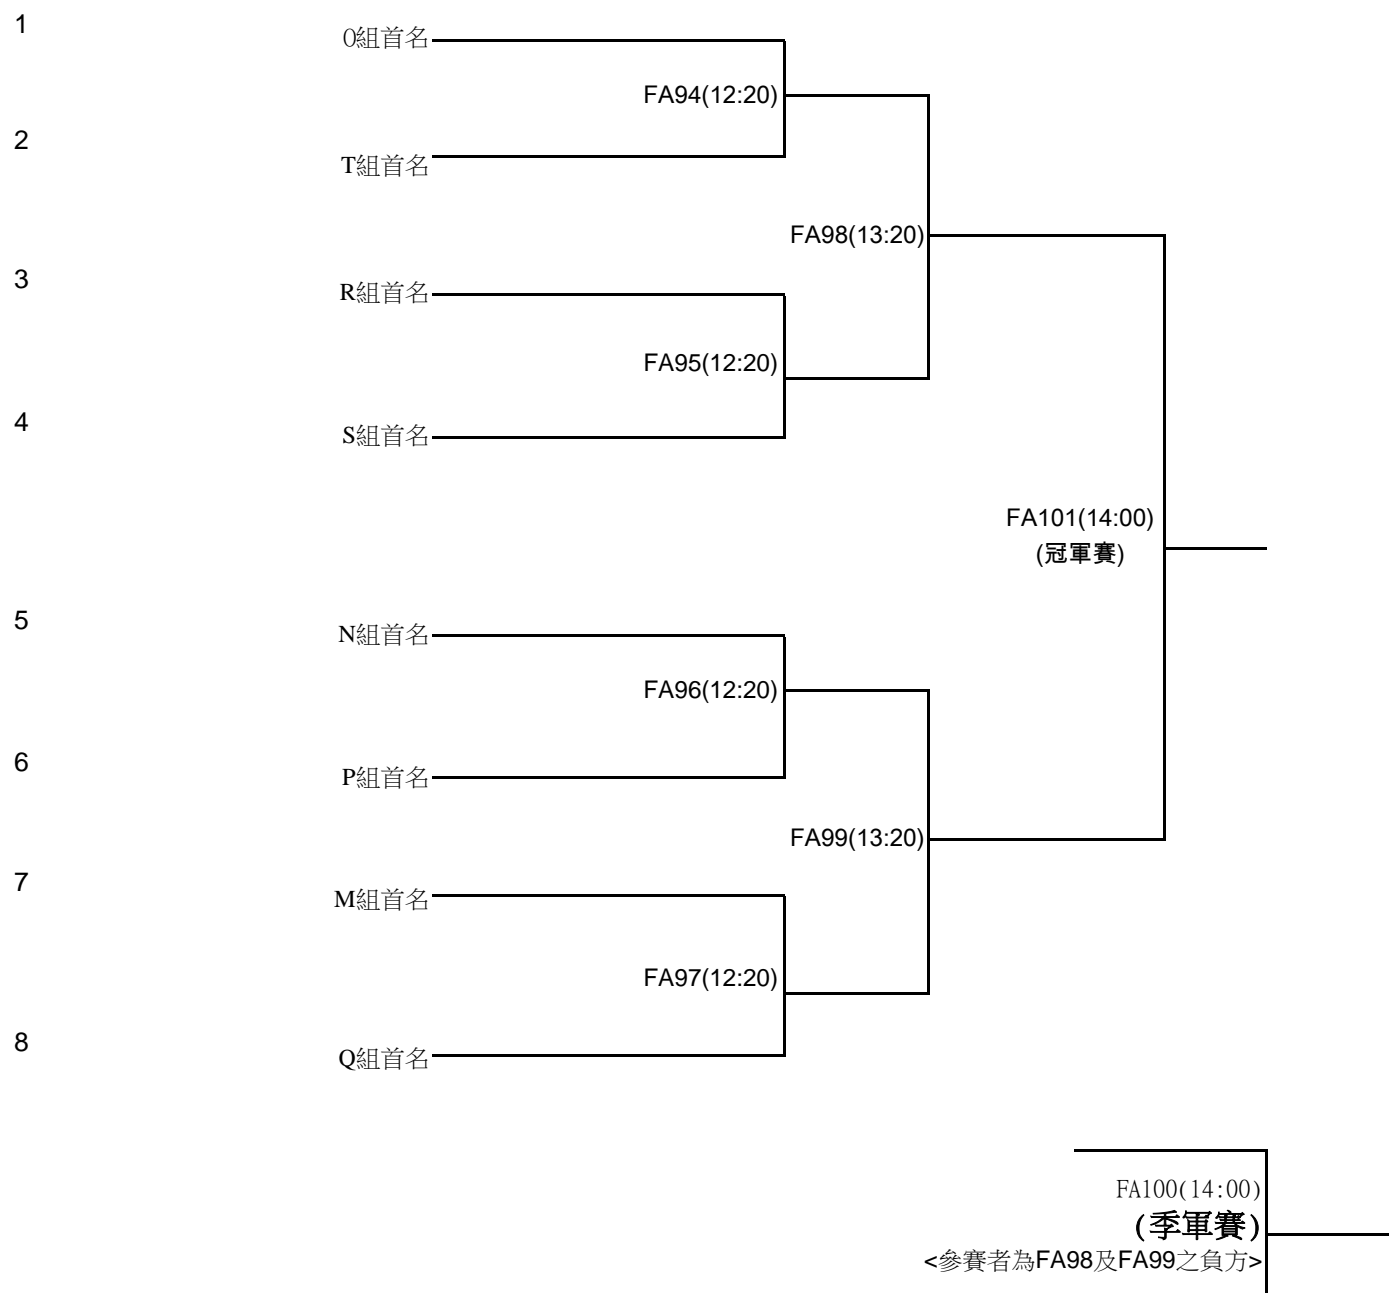 1
O組首名
FA94(12:20)
2
T組首名
FA98(13:20)
3
R組首名
FA95(12:20)
4
S組首名
FA101(14:00)
(冠軍賽)
5
N組首名
FA96(12:20)
6
P組首名
FA99(13:20)
7
M組首名
FA97(12:20)
8
Q組首名
FA100(14:00)
(季軍賽)
<參賽者為FA98及FA99之負方>